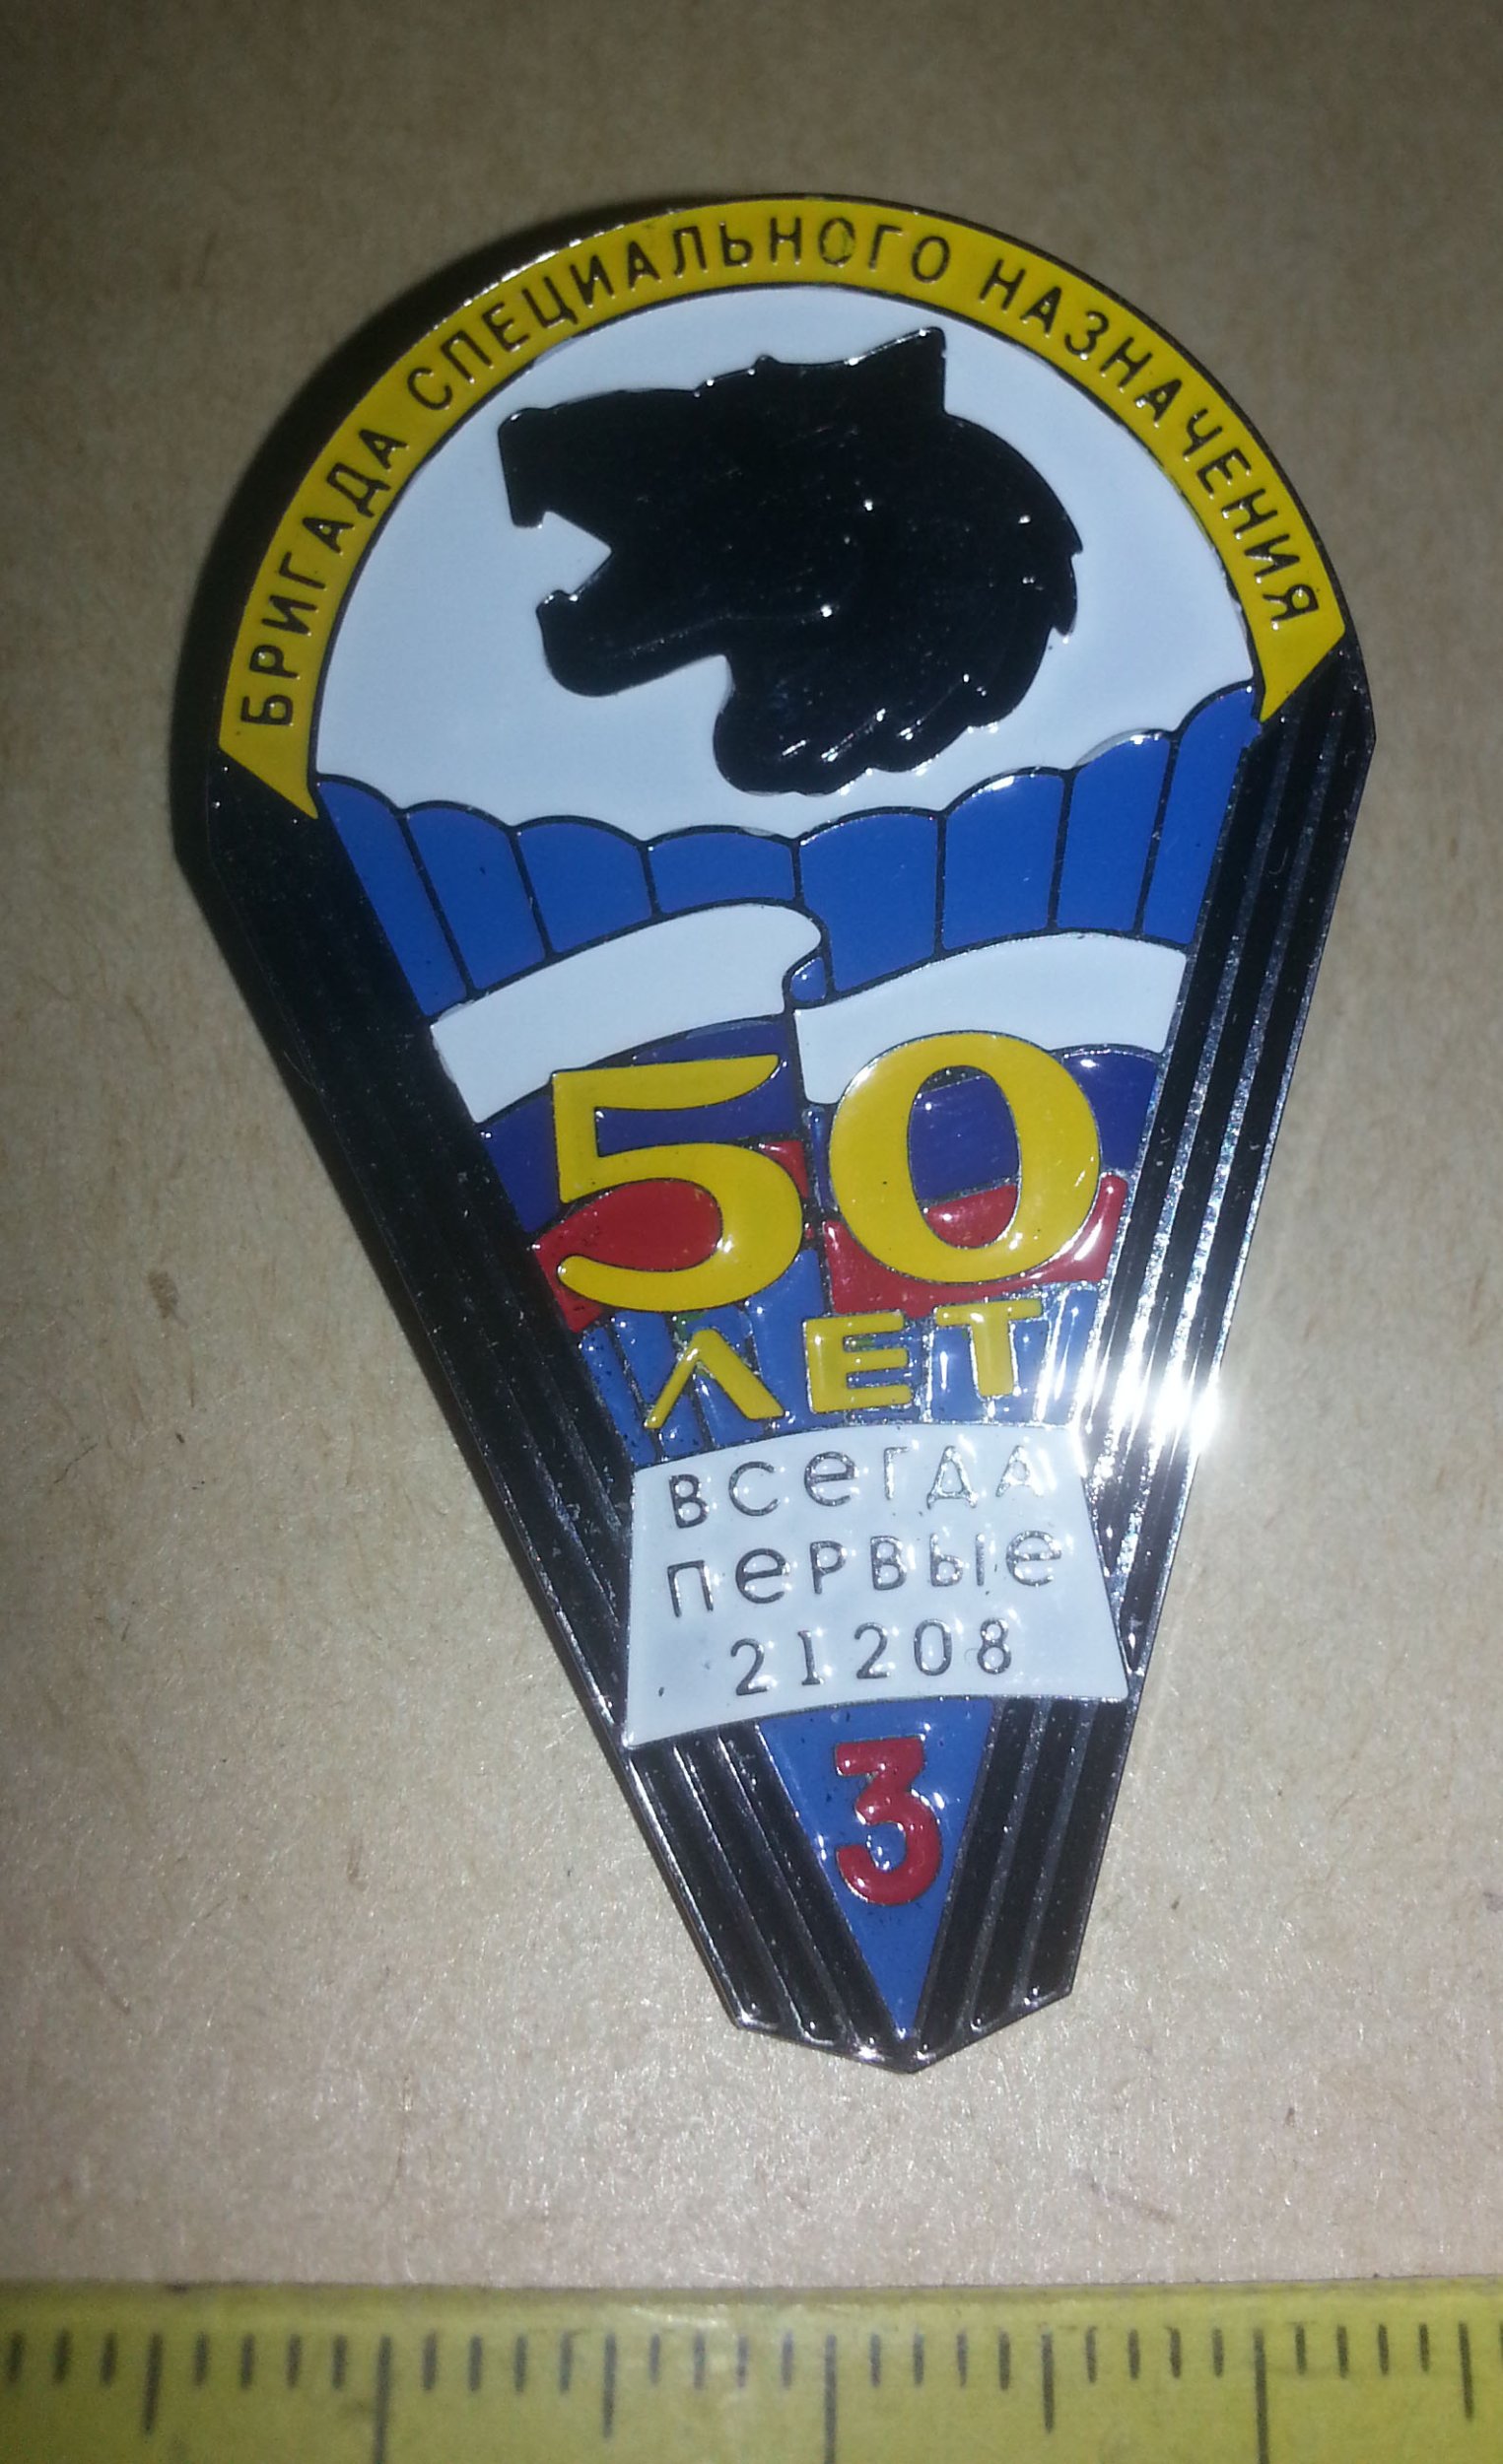 БРИГАДА СПЕЦИАЛЬНОГО НАЗНАЧЕНИЯ
50
ЛЕТ
ВСеГДА
ПеРВЫе
21208
3